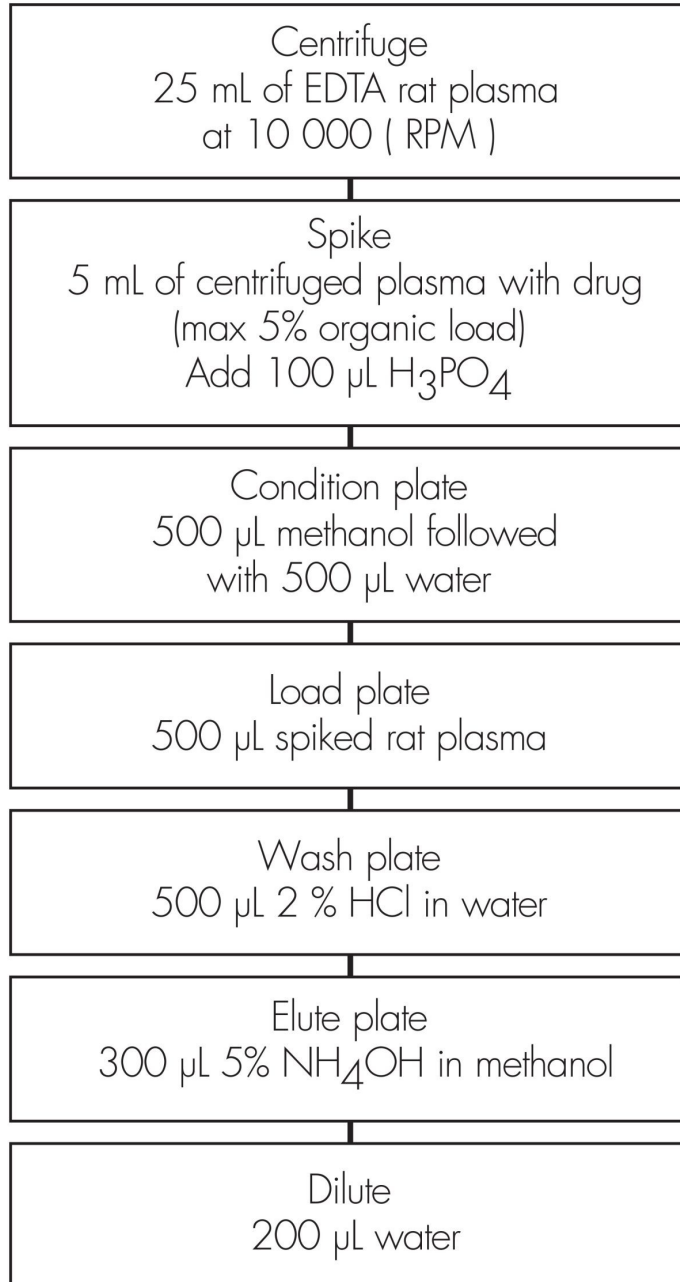 Centrifuge
25 mL of EDTA rat plasma
at 10 000 ( RPM )
Spike
5 mL of centrifuged plasma with drug
(max 5% organic load)
Add 100 µL H₃PO₄
Condition plate
500 µL methanol followed
with 500 µL water
Load plate
500 µL spiked rat plasma
Wash plate
500 µL 2 % HCl in water
Elute plate
300 µL 5% NH₄OH in methanol
Dilute
200 µL water